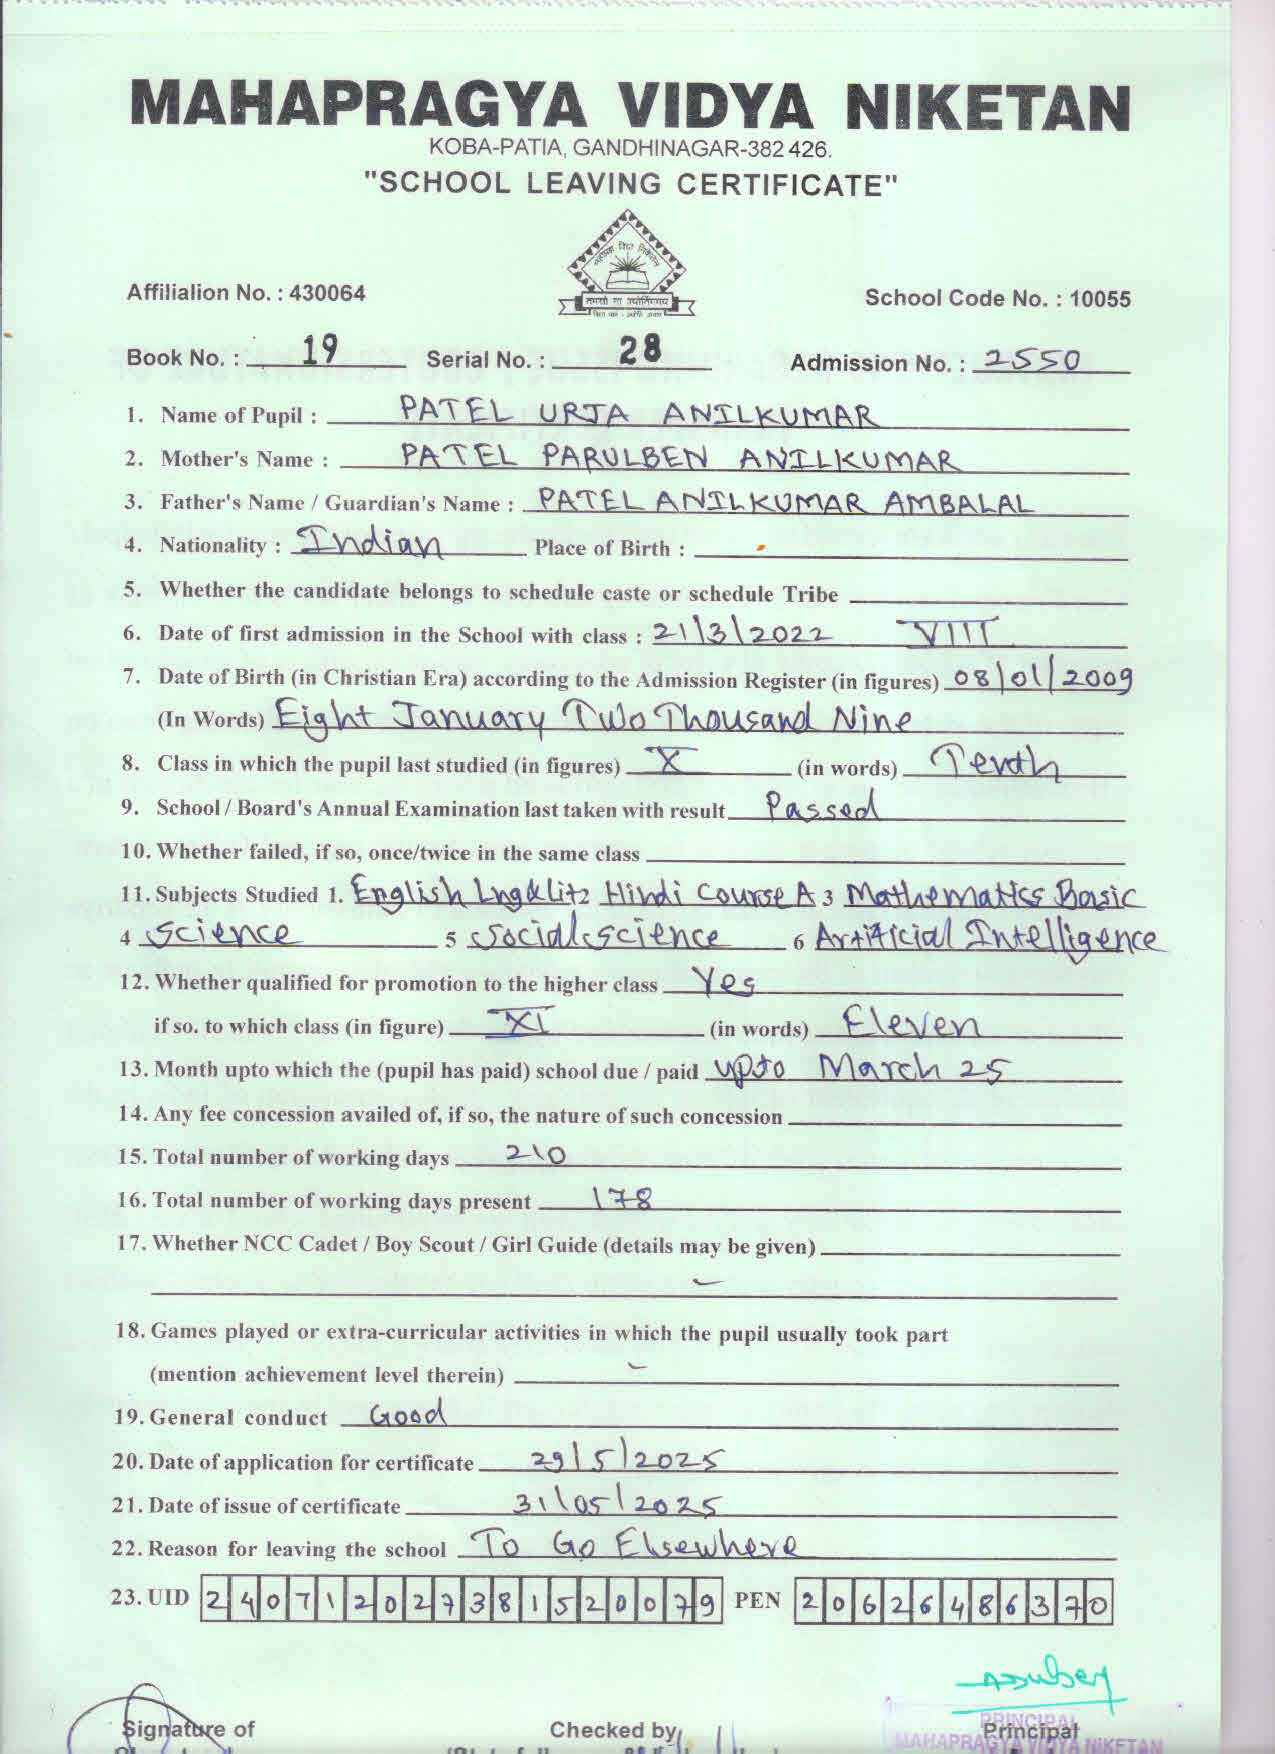 MAHAPRAGYA VIDYA NIKETAN
KOBA-PATIA, GANDHINAGAR-382 426.
"SCHOOL LEAVING CERTIFICATE"
तमसो मा ज्योतिर्गमय
Affilialion No. : 430064 School Code No. : 10055
Book No. : 19 Serial No. : 28 Admission No. : 2550
1. Name of Pupil : PATEL URJA ANILKUMAR
2. Mother's Name : PATEL PARULBEN ANILKUMAR
3. Father's Name / Guardian's Name : PATEL ANILKUMAR AMBALAL
4. Nationality : Indian Place of Birth :
5. Whether the candidate belongs to schedule caste or schedule Tribe
6. Date of first admission in the School with class : 21\3\2022 VIII
7. Date of Birth (in Christian Era) according to the Admission Register (in figures) 08/01/2009
(In Words) Eight January Two Thousand Nine
8. Class in which the pupil last studied (in figures) X (in words) Tenth
9. School / Board's Annual Examination last taken with result Passed
10. Whether failed, if so, once/twice in the same class
11. Subjects Studied 1. English Lng&Lit 2 Hindi Course A 3 Mathematics Basic
4 Science 5 Social science 6 Artificial Intelligence
12. Whether qualified for promotion to the higher class Yes
if so. to which class (in figure) XI (in words) Eleven
13. Month upto which the (pupil has paid) school due / paid upto March 25
14. Any fee concession availed of, if so, the nature of such concession
15. Total number of working days 210
16. Total number of working days present 178
17. Whether NCC Cadet / Boy Scout / Girl Guide (details may be given)
18. Games played or extra-curricular activities in which the pupil usually took part
(mention achievement level therein)
19. General conduct Good
20. Date of application for certificate 29/5/2025
21. Date of issue of certificate 31\05/2025
22. Reason for leaving the school To Go Elsewhere
23. UID 240712027381520079 PEN 20626486370
Signature of Checked by Principal
PRINCIPAL
MAHAPRAGYA VIDYA NIKETAN